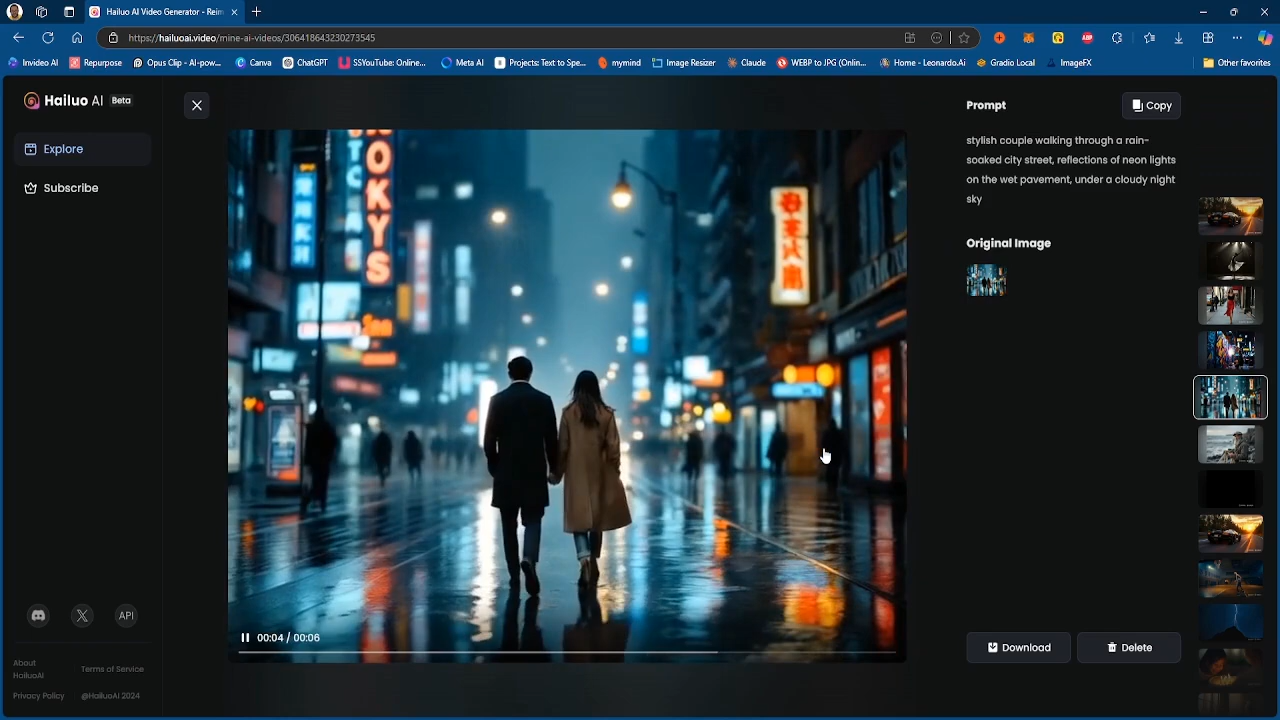 Hailuo AI Video Generator - Reim
https://hailuoai.video/mine-ai-videos/306418643230273545
Invideo AI
Repurpose
Opus Clip - AI-pow...
Canva
ChatGPT
SSYouTube: Online...
Meta AI
Projects: Text to Spe...
mymind
Image Resizer
Claude
WEBP to JPG (Onlin...
Home - Leonardo.Ai
Gradio Local
ImageFX
Other favorites
Hailuo AI Beta
Explore
Subscribe
TOKYS
Prompt
Copy
stylish couple walking through a rain-
soaked city street, reflections of neon lights
on the wet pavement, under a cloudy night
sky
Original Image
00:04 / 00:06
Download
Delete
API
About
HailuoAI
Terms of Service
Privacy Policy
@HailuoAI 2024